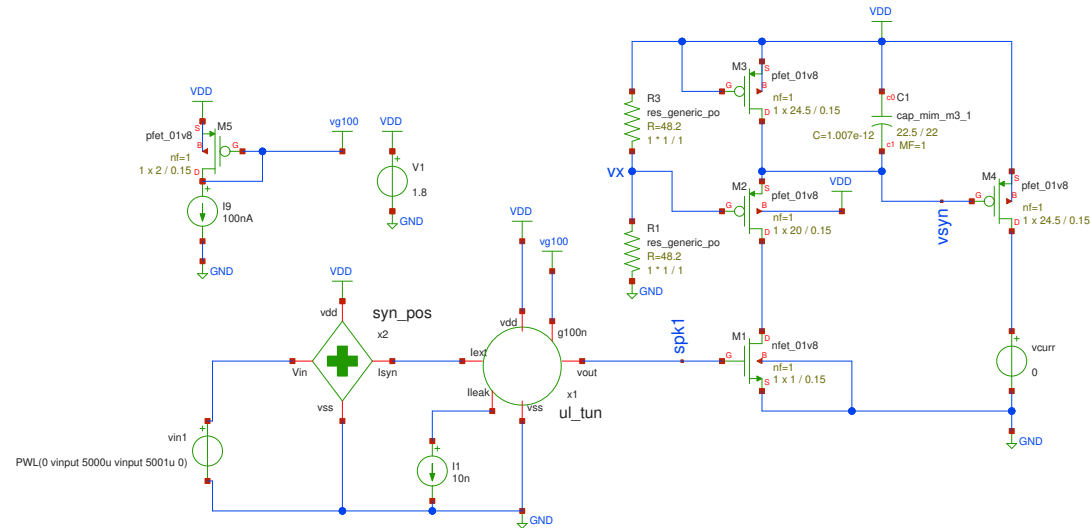 VDD
S
M5
pfet_01v8
B
G
nf=1
D
1 x 2 / 0.15
vg100
I9
100nA
GND
VDD
V1
1.8
GND
VDD
vdd
syn_pos
x2
Vin
Isyn
vss
vin1
PWL(0 vinput 5000u vinput 5001u 0)
VDD
vg100
vdd
g100n
Iext
vout
Ileak
vss
x1
ul_tun
I1
10n
GND
VDD
R3
res_generic_po
R=48.2
1 * 1 / 1
vx
R1
res_generic_po
R=48.2
1 * 1 / 1
GND
M3
S
pfet_01v8
G
B
nf=1
D
1 x 24.5 / 0.15
c0
C1
cap_mim_m3_1
C=1.007e-12
22.5 / 22
c1
MF=1
M2
S
pfet_01v8
VDD
G
B
nf=1
D
1 x 20 / 0.15
vsyn
M4
S
pfet_01v8
G
B
nf=1
D
1 x 24.5 / 0.15
spk1
M1
D
nfet_01v8
G
B
nf=1
S
1 x 1 / 0.15
vcurr
0
GND